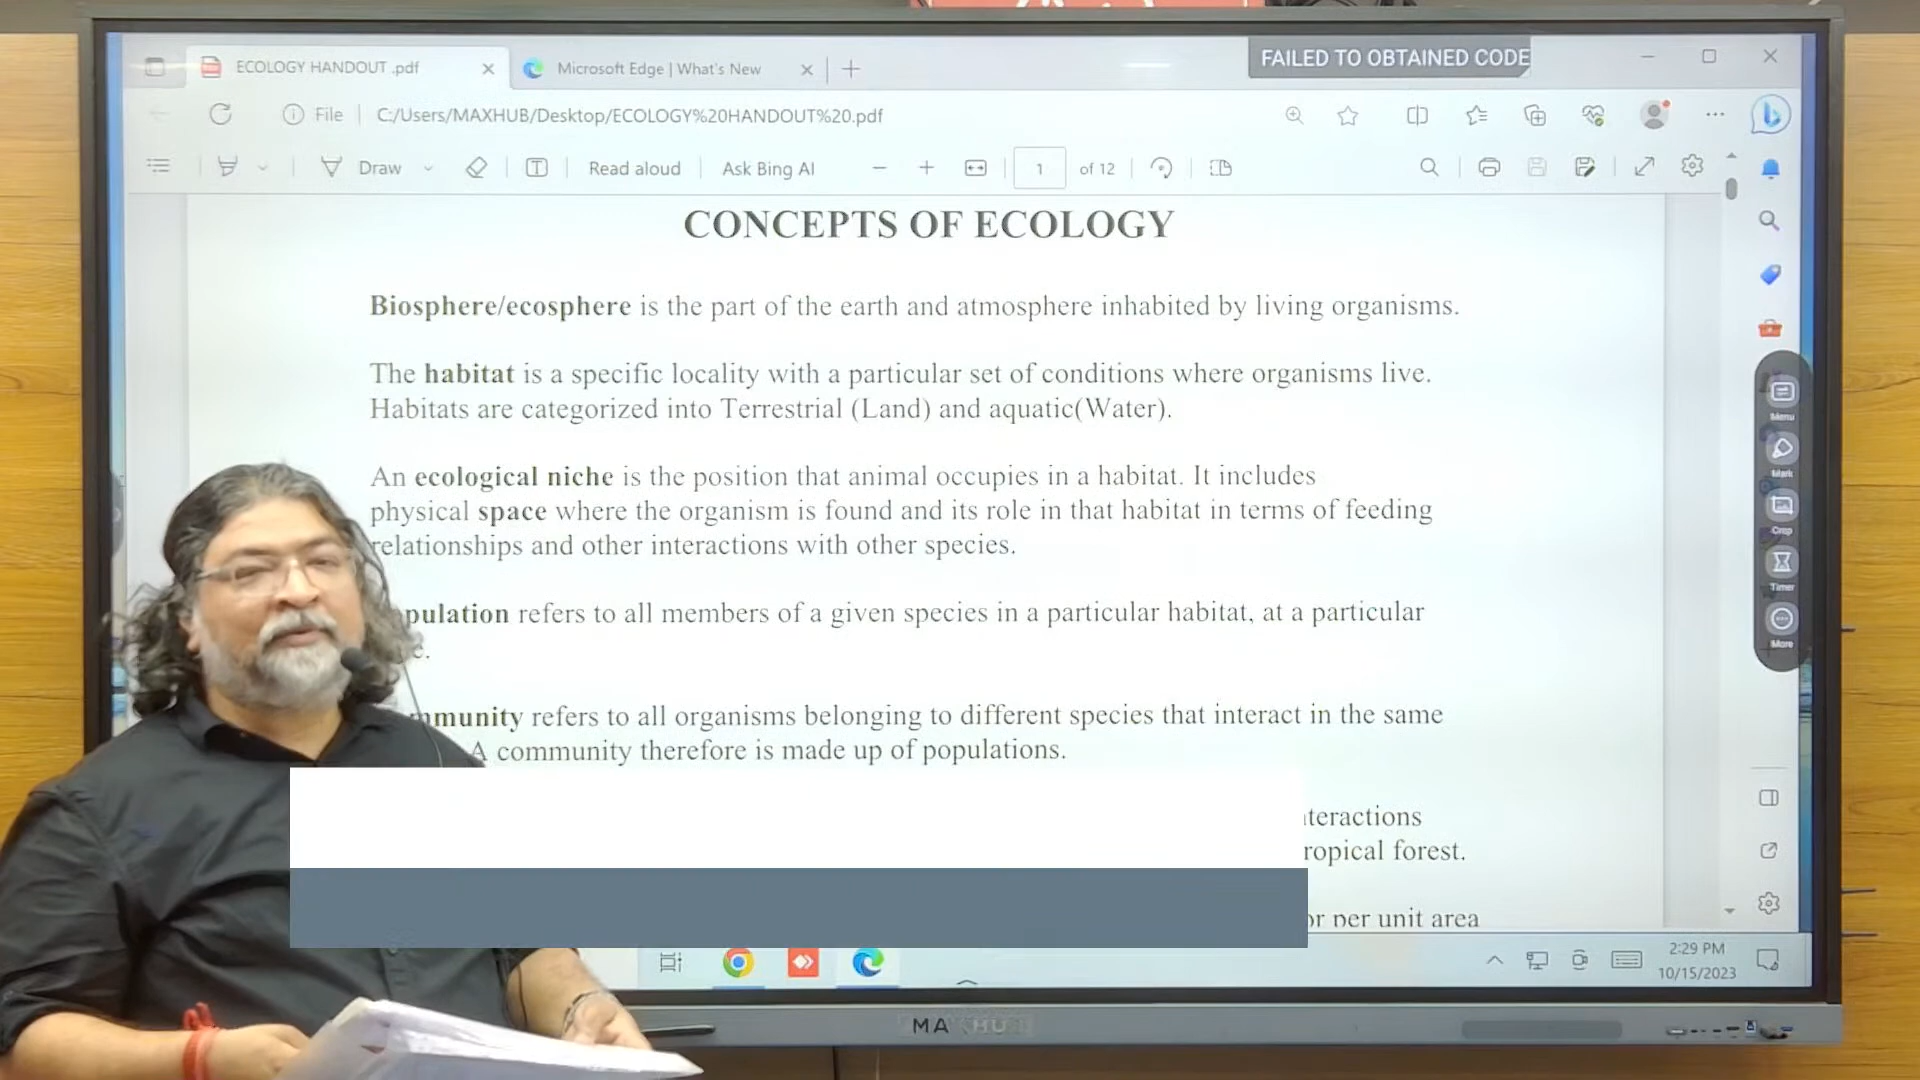 ECOLOGY HANDOUT .pdf
Microsoft Edge | What's New
FAILED TO OBTAINED CODE
File
C:/Users/MAXHUB/Desktop/ECOLOGY%20HANDOUT%20.pdf
Draw
Read aloud
Ask Bing AI
1
of 12
CONCEPTS OF ECOLOGY
Biosphere/ecosphere is the part of the earth and atmosphere inhabited by living organisms.
The habitat is a specific locality with a particular set of conditions where organisms live.
Habitats are categorized into Terrestrial (Land) and aquatic(Water).
An ecological niche is the position that animal occupies in a habitat. It includes
physical space where the organism is found and its role in that habitat in terms of feeding
relationships and other interactions with other species.
refers to all members of a given species in a particular habitat, at a particular
refers to all organisms belonging to different species that interact in the same
A community therefore is made up of populations.
forest.
per unit area
Menu
Mark
Crop
Timer
More
2:29 PM
10/15/2023
MAXHUB